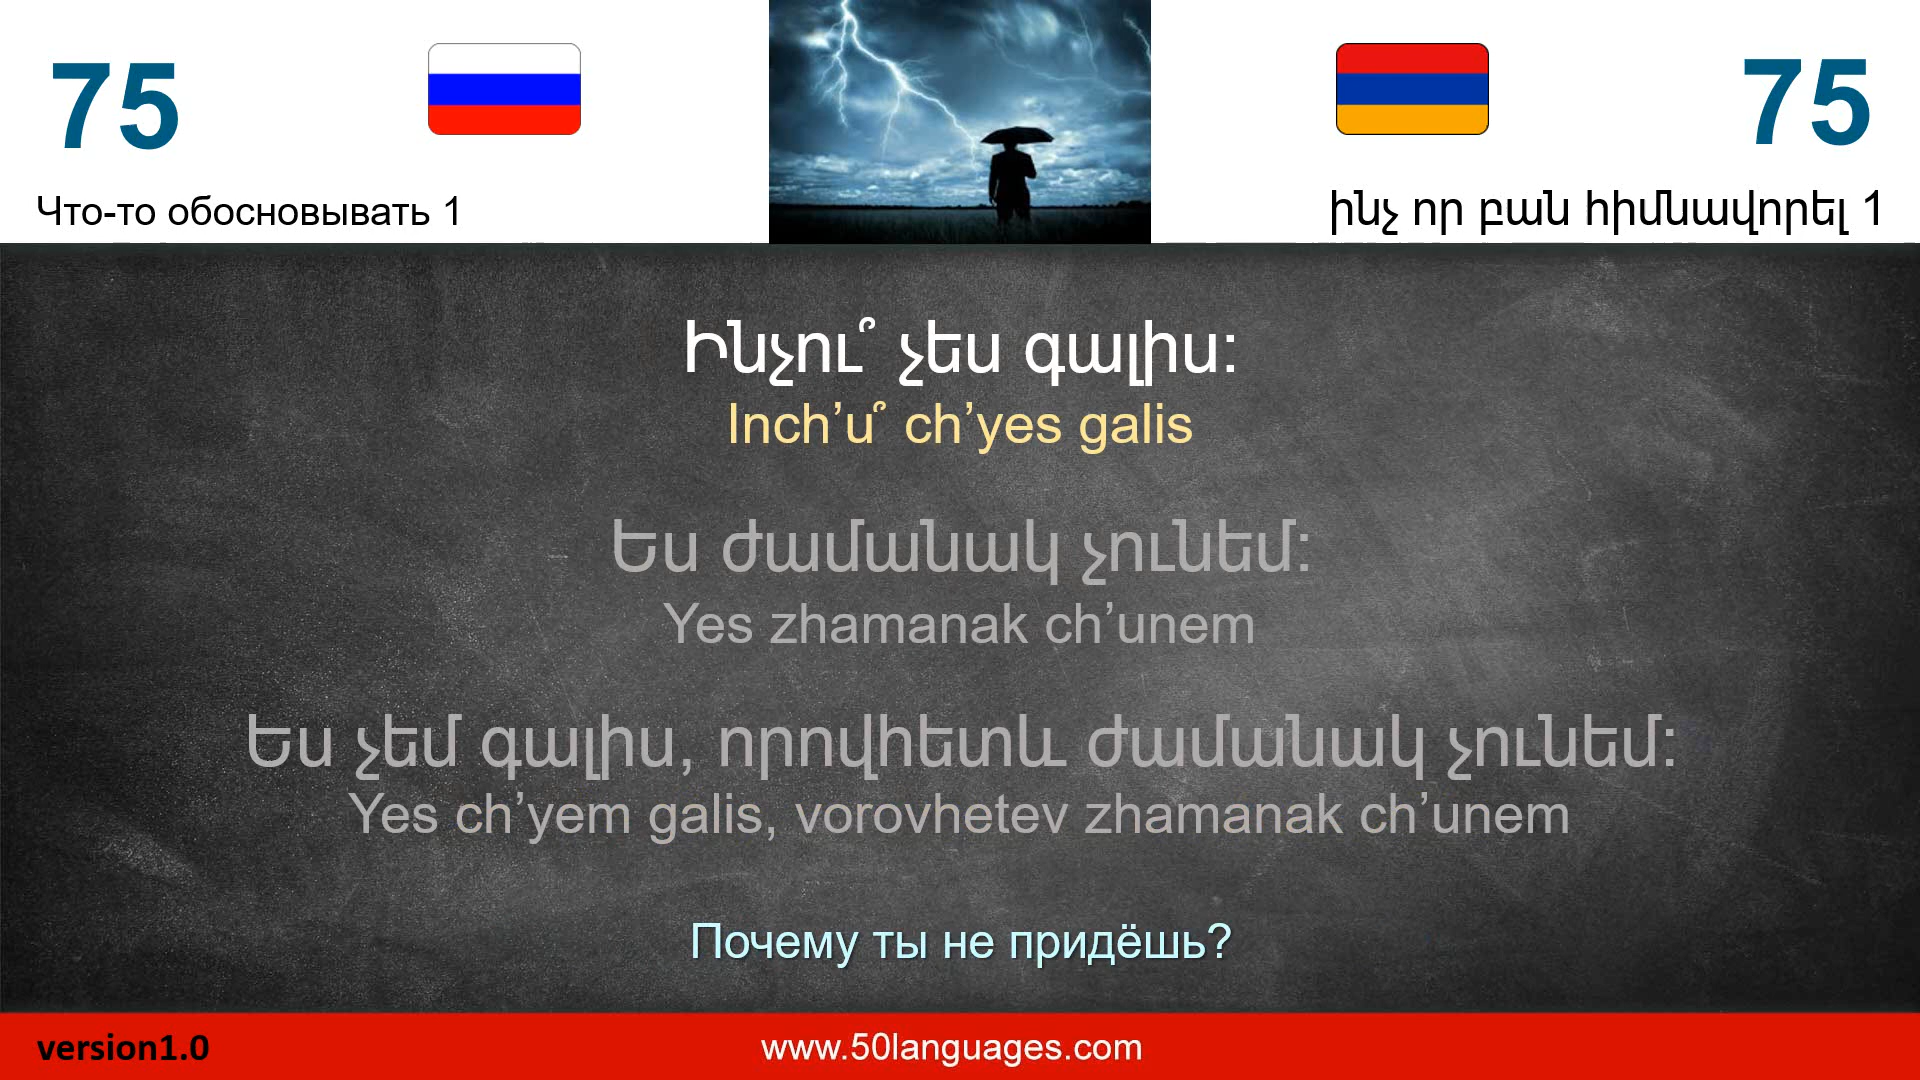 75
75
Что-то обосновывать 1
ինչ որ բան հիմնավորել 1
Ինչու՞ չես գալիս:
Inch’u՞ ch’yes galis
Ես ժամանակ չունեմ:
Yes zhamanak ch’unem
Ես չեմ գալիս, որովհետև ժամանակ չունեմ:
Yes ch’yem galis, vorovhetev zhamanak ch’unem
Почему ты не придёшь?
version1.0
www.50languages.com